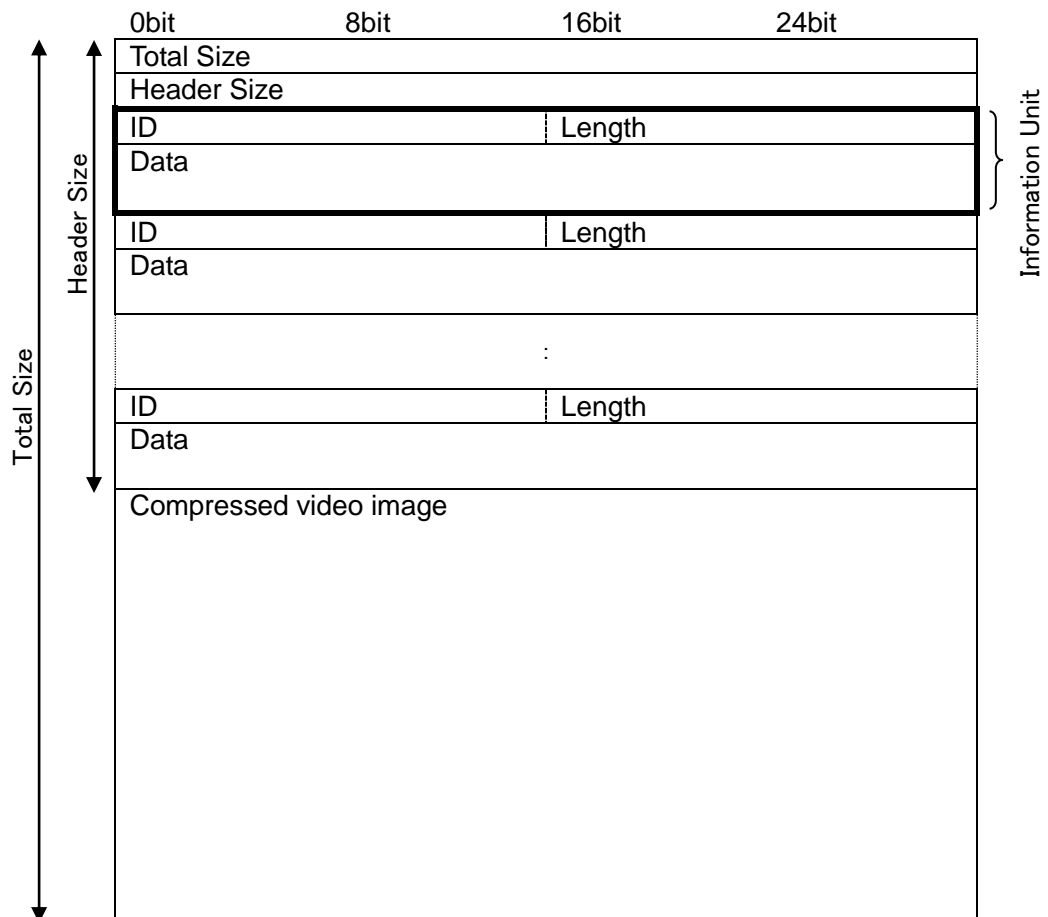 0bit 8bit 16bit 24bit
Total Size
Header Size
ID Length
Data
ID Length
Data
:
ID Length
Data
Compressed video image
Header Size
Total Size
Information Unit